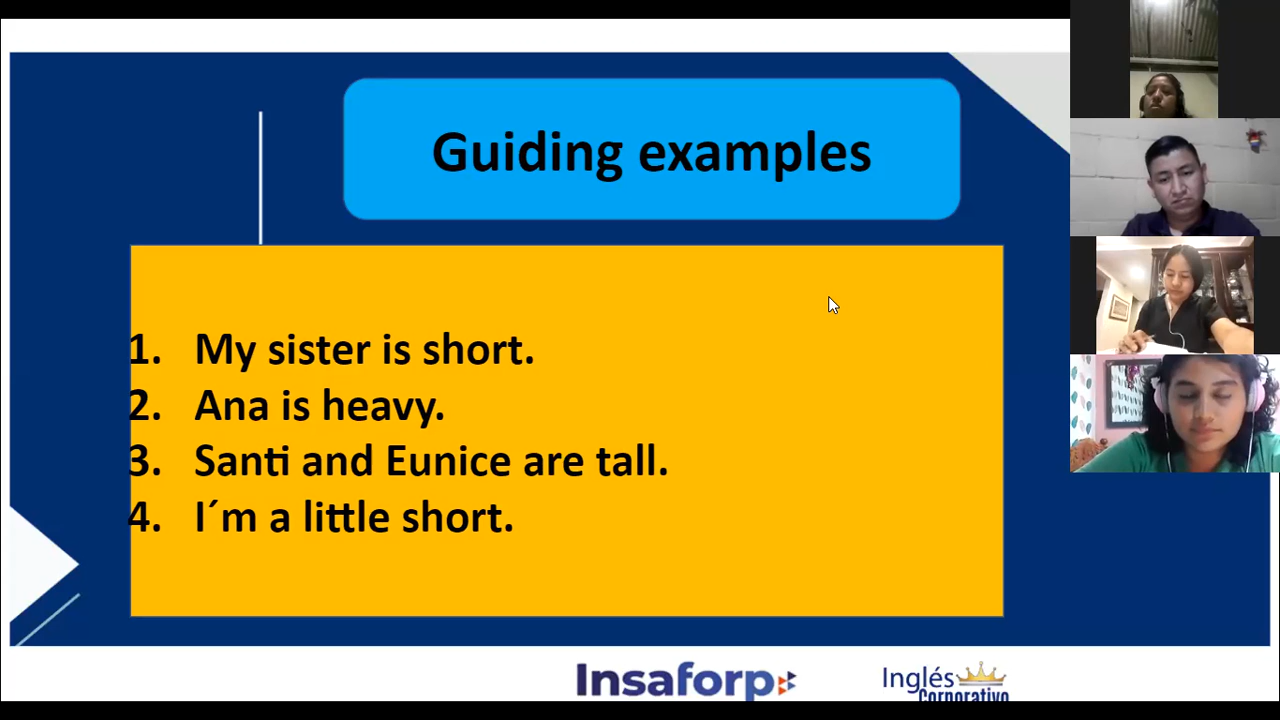 Guiding examples
1. My sister is short.
2. Ana is heavy.
3. Santi and Eunice are tall.
4. I´m a little short.
Insaforp
Inglés
Corporativo